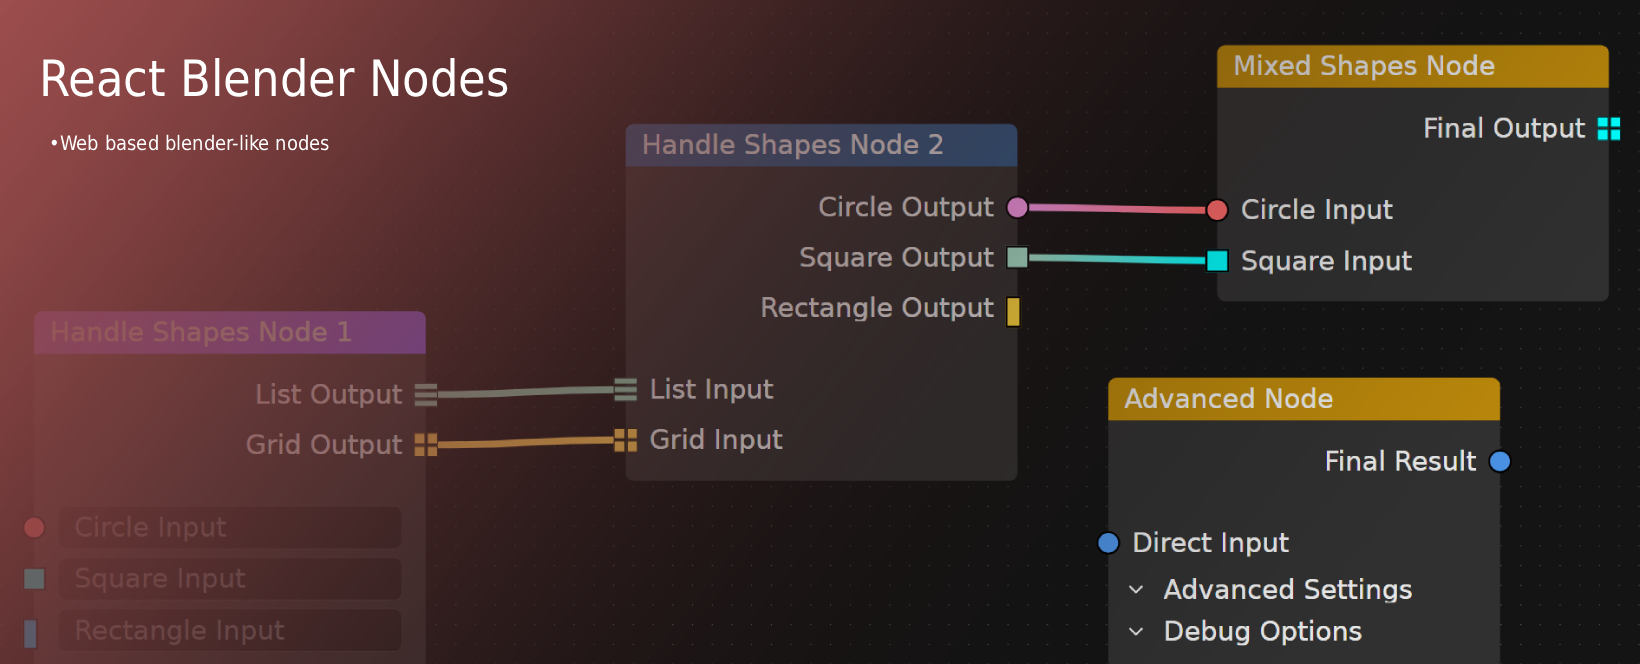 React Blender Nodes
•Web based blender-like nodes
Handle Shapes Node 1
List Output
Grid Output
Circle Input
Square Input
Rectangle Input
Handle Shapes Node 2
Circle Output
Square Output
Rectangle Output
List Input
Grid Input
Mixed Shapes Node
Final Output
Circle Input
Square Input
Advanced Node
Final Result
Direct Input
Advanced Settings
Debug Options